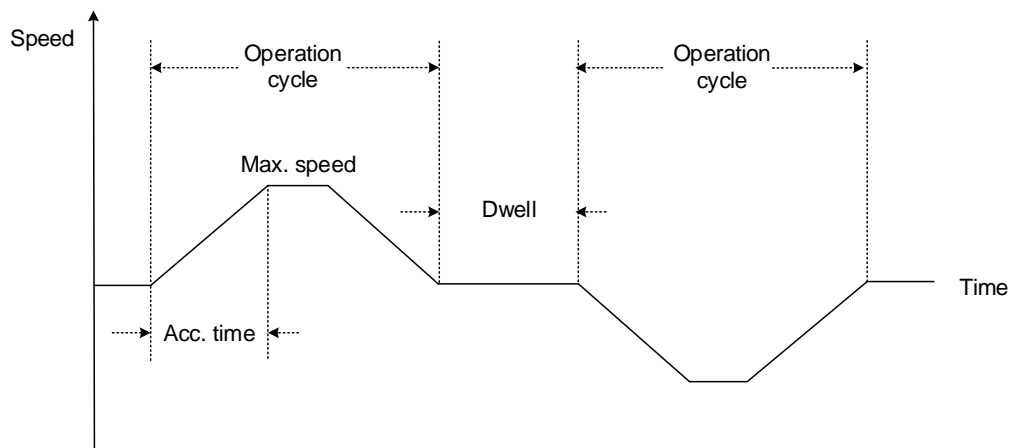 Speed
Operation
cycle
Operation
cycle
Max. speed
Dwell
Time
Acc. time